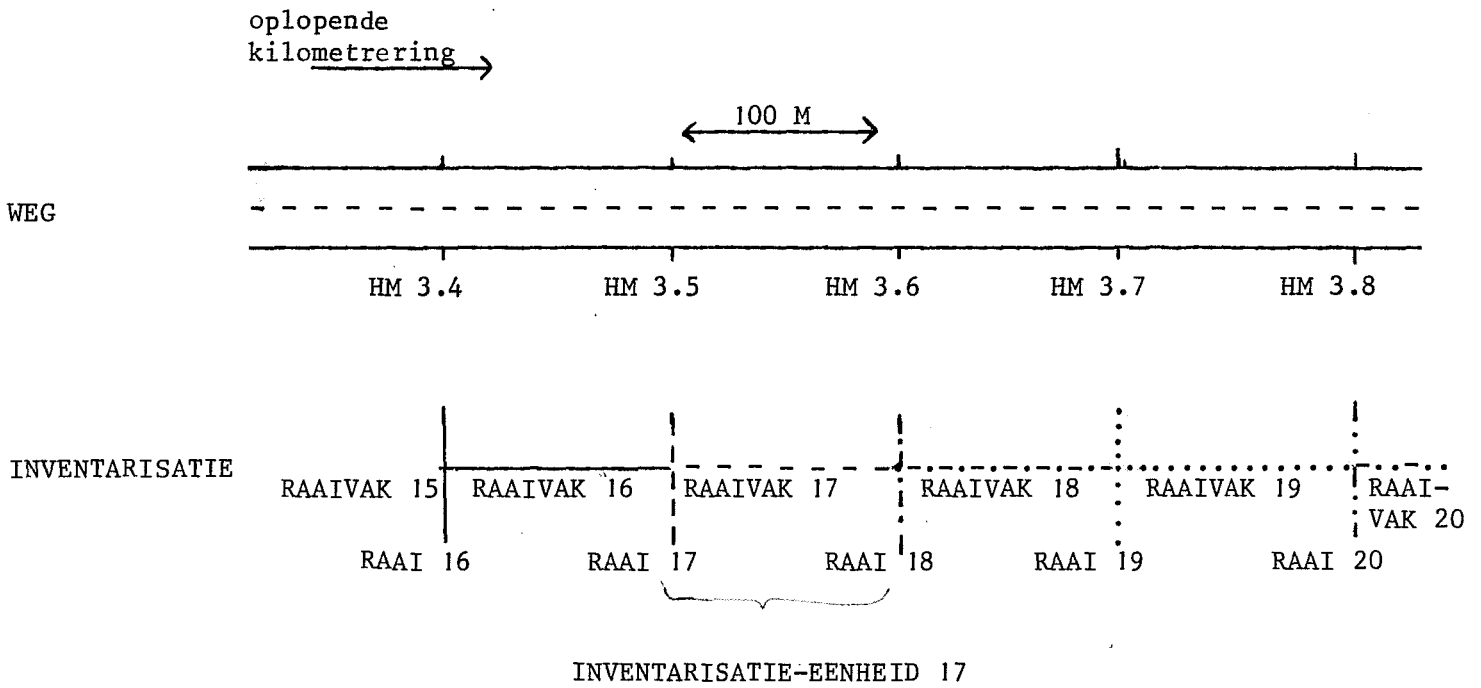 oplopende
kilometrering
100 M
WEG
HM 3.4 HM 3.5 HM 3.6 HM 3.7 HM 3.8
INVENTARISATIE
RAAIVAK 15 RAAIVAK 16 RAAIVAK 17 RAAIVAK 18 RAAIVAK 19 RAAI-
VAK 20
RAAI 16 RAAI 17 RAAI 18 RAAI 19 RAAI 20
INVENTARISATIE-EENHEID 17